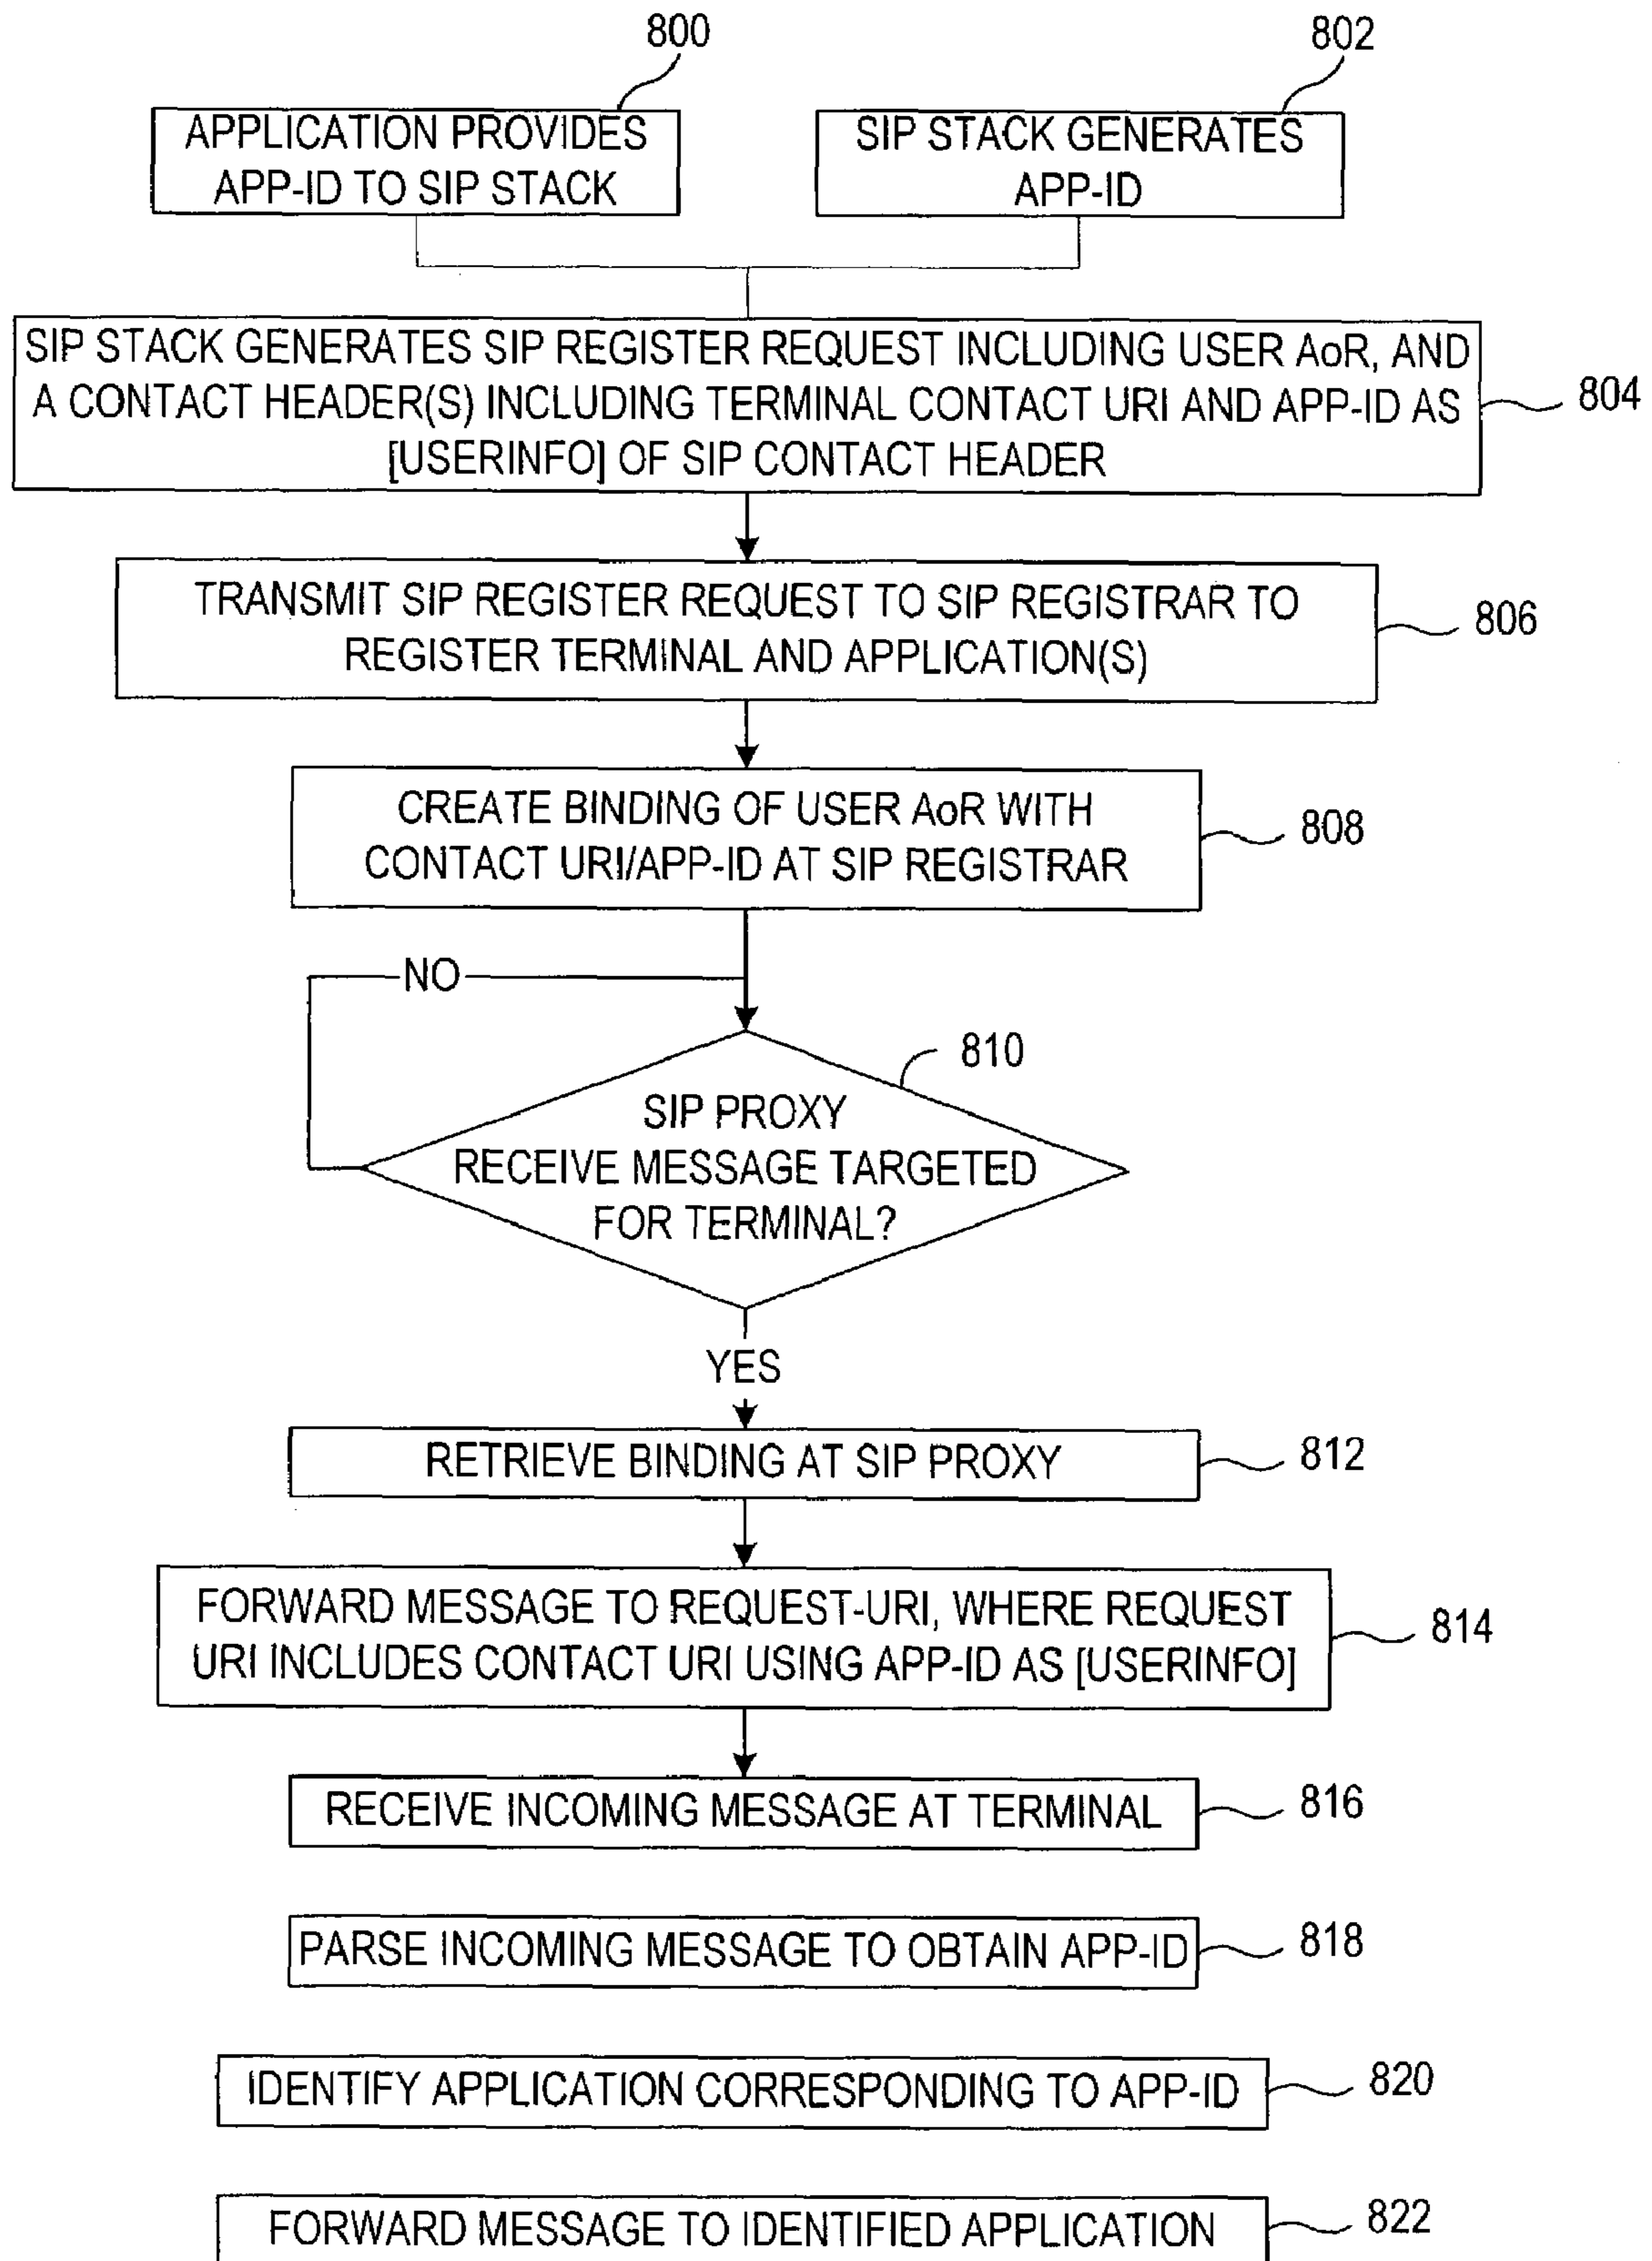 800
802
APPLICATION PROVIDES
APP-ID TO SIP STACK
SIP STACK GENERATES
APP-ID
SIP STACK GENERATES SIP REGISTER REQUEST INCLUDING USER AoR, AND
A CONTACT HEADER(S) INCLUDING TERMINAL CONTACT URI AND APP-ID AS
[USERINFO] OF SIP CONTACT HEADER
804
TRANSMIT SIP REGISTER REQUEST TO SIP REGISTRAR TO
REGISTER TERMINAL AND APPLICATION(S)
806
CREATE BINDING OF USER AoR WITH
CONTACT URI/APP-ID AT SIP REGISTRAR
808
NO
810
SIP PROXY
RECEIVE MESSAGE TARGETED
FOR TERMINAL?
YES
RETRIEVE BINDING AT SIP PROXY
812
FORWARD MESSAGE TO REQUEST-URI, WHERE REQUEST
URI INCLUDES CONTACT URI USING APP-ID AS [USERINFO]
814
RECEIVE INCOMING MESSAGE AT TERMINAL
816
PARSE INCOMING MESSAGE TO OBTAIN APP-ID
818
IDENTIFY APPLICATION CORRESPONDING TO APP-ID
820
FORWARD MESSAGE TO IDENTIFIED APPLICATION
822